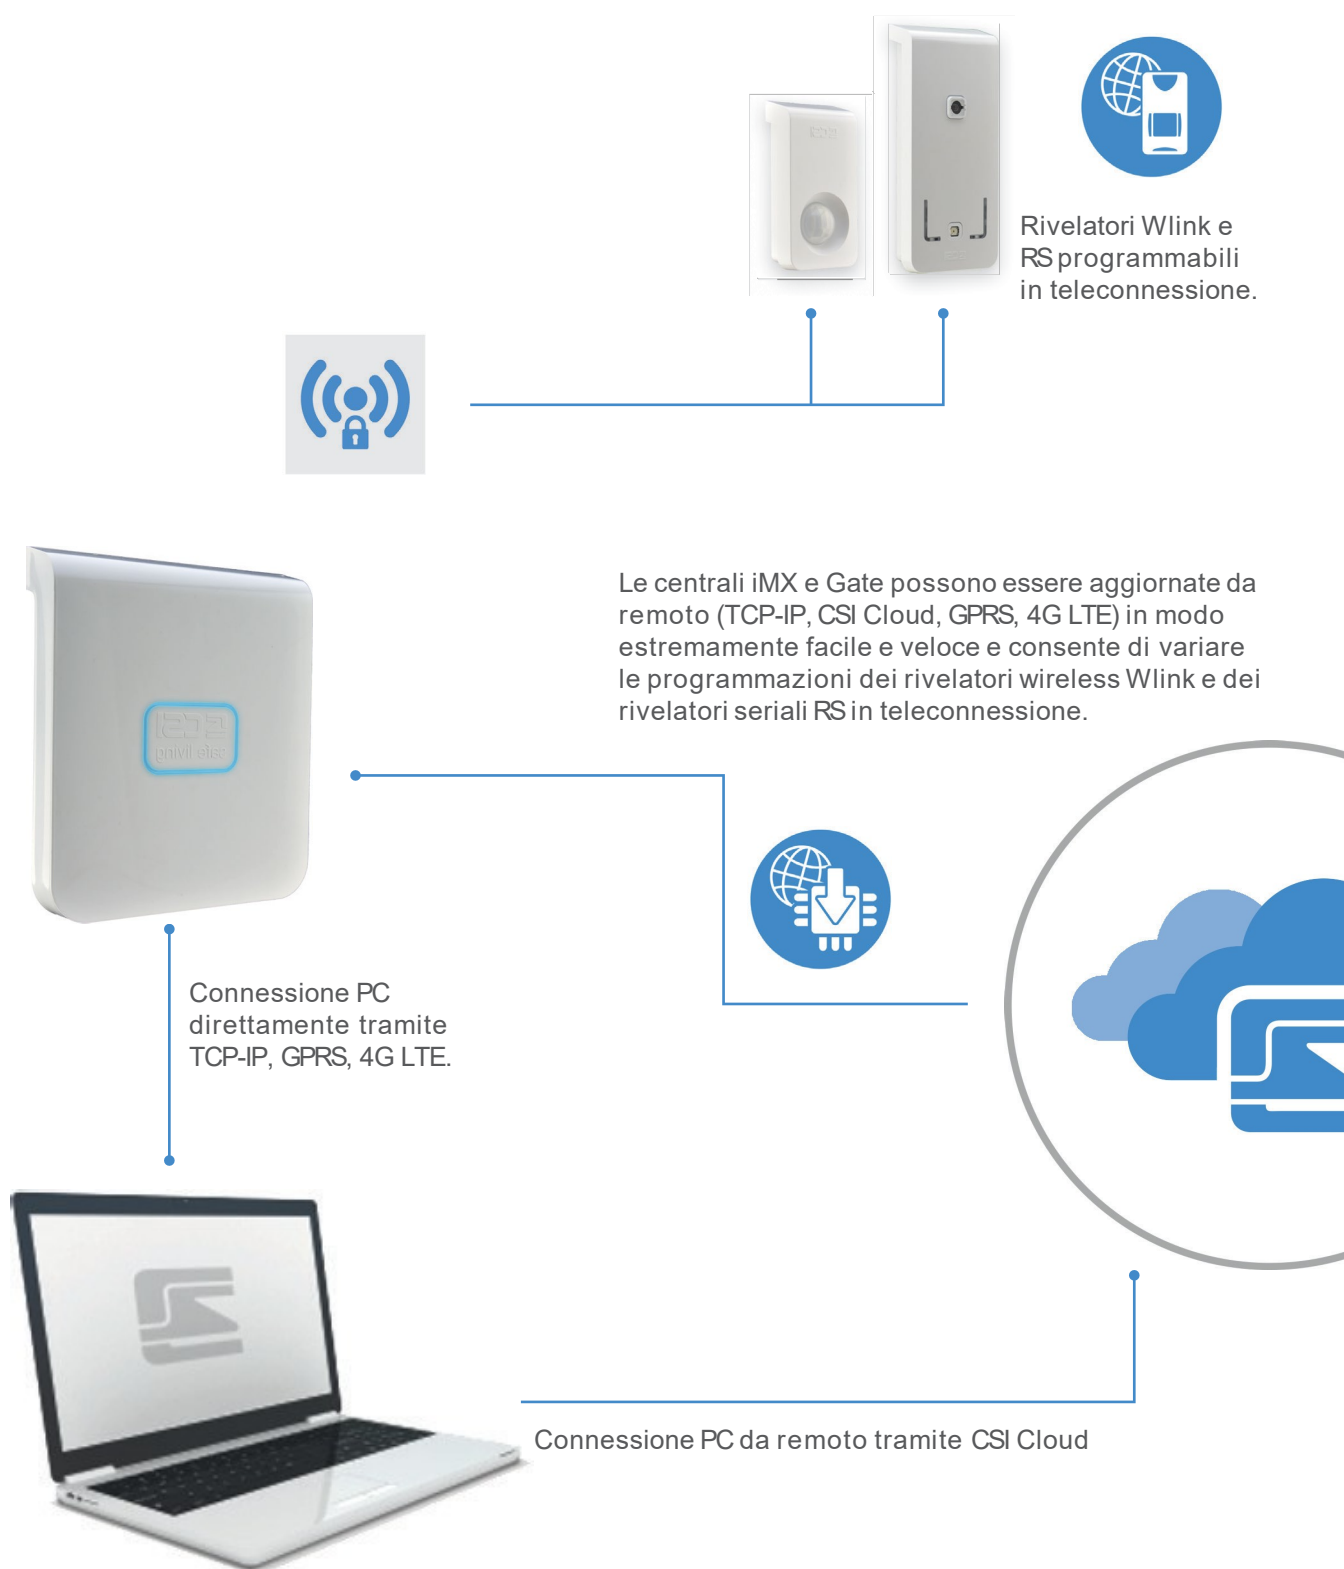 Rivelatori Wlink e
RS programmabili
in teleconnessione.
Le centrali iMX e Gate possono essere aggiornate da
remoto (TCP-IP, CSI Cloud, GPRS, 4G LTE) in modo
estremamente facile e veloce e consente di variare
le programmazioni dei rivelatori wireless Wlink e dei
rivelatori seriali RS in teleconnessione.
Connessione PC
direttamente tramite
TCP-IP, GPRS, 4G LTE.
Connessione PC da remoto tramite CSI Cloud